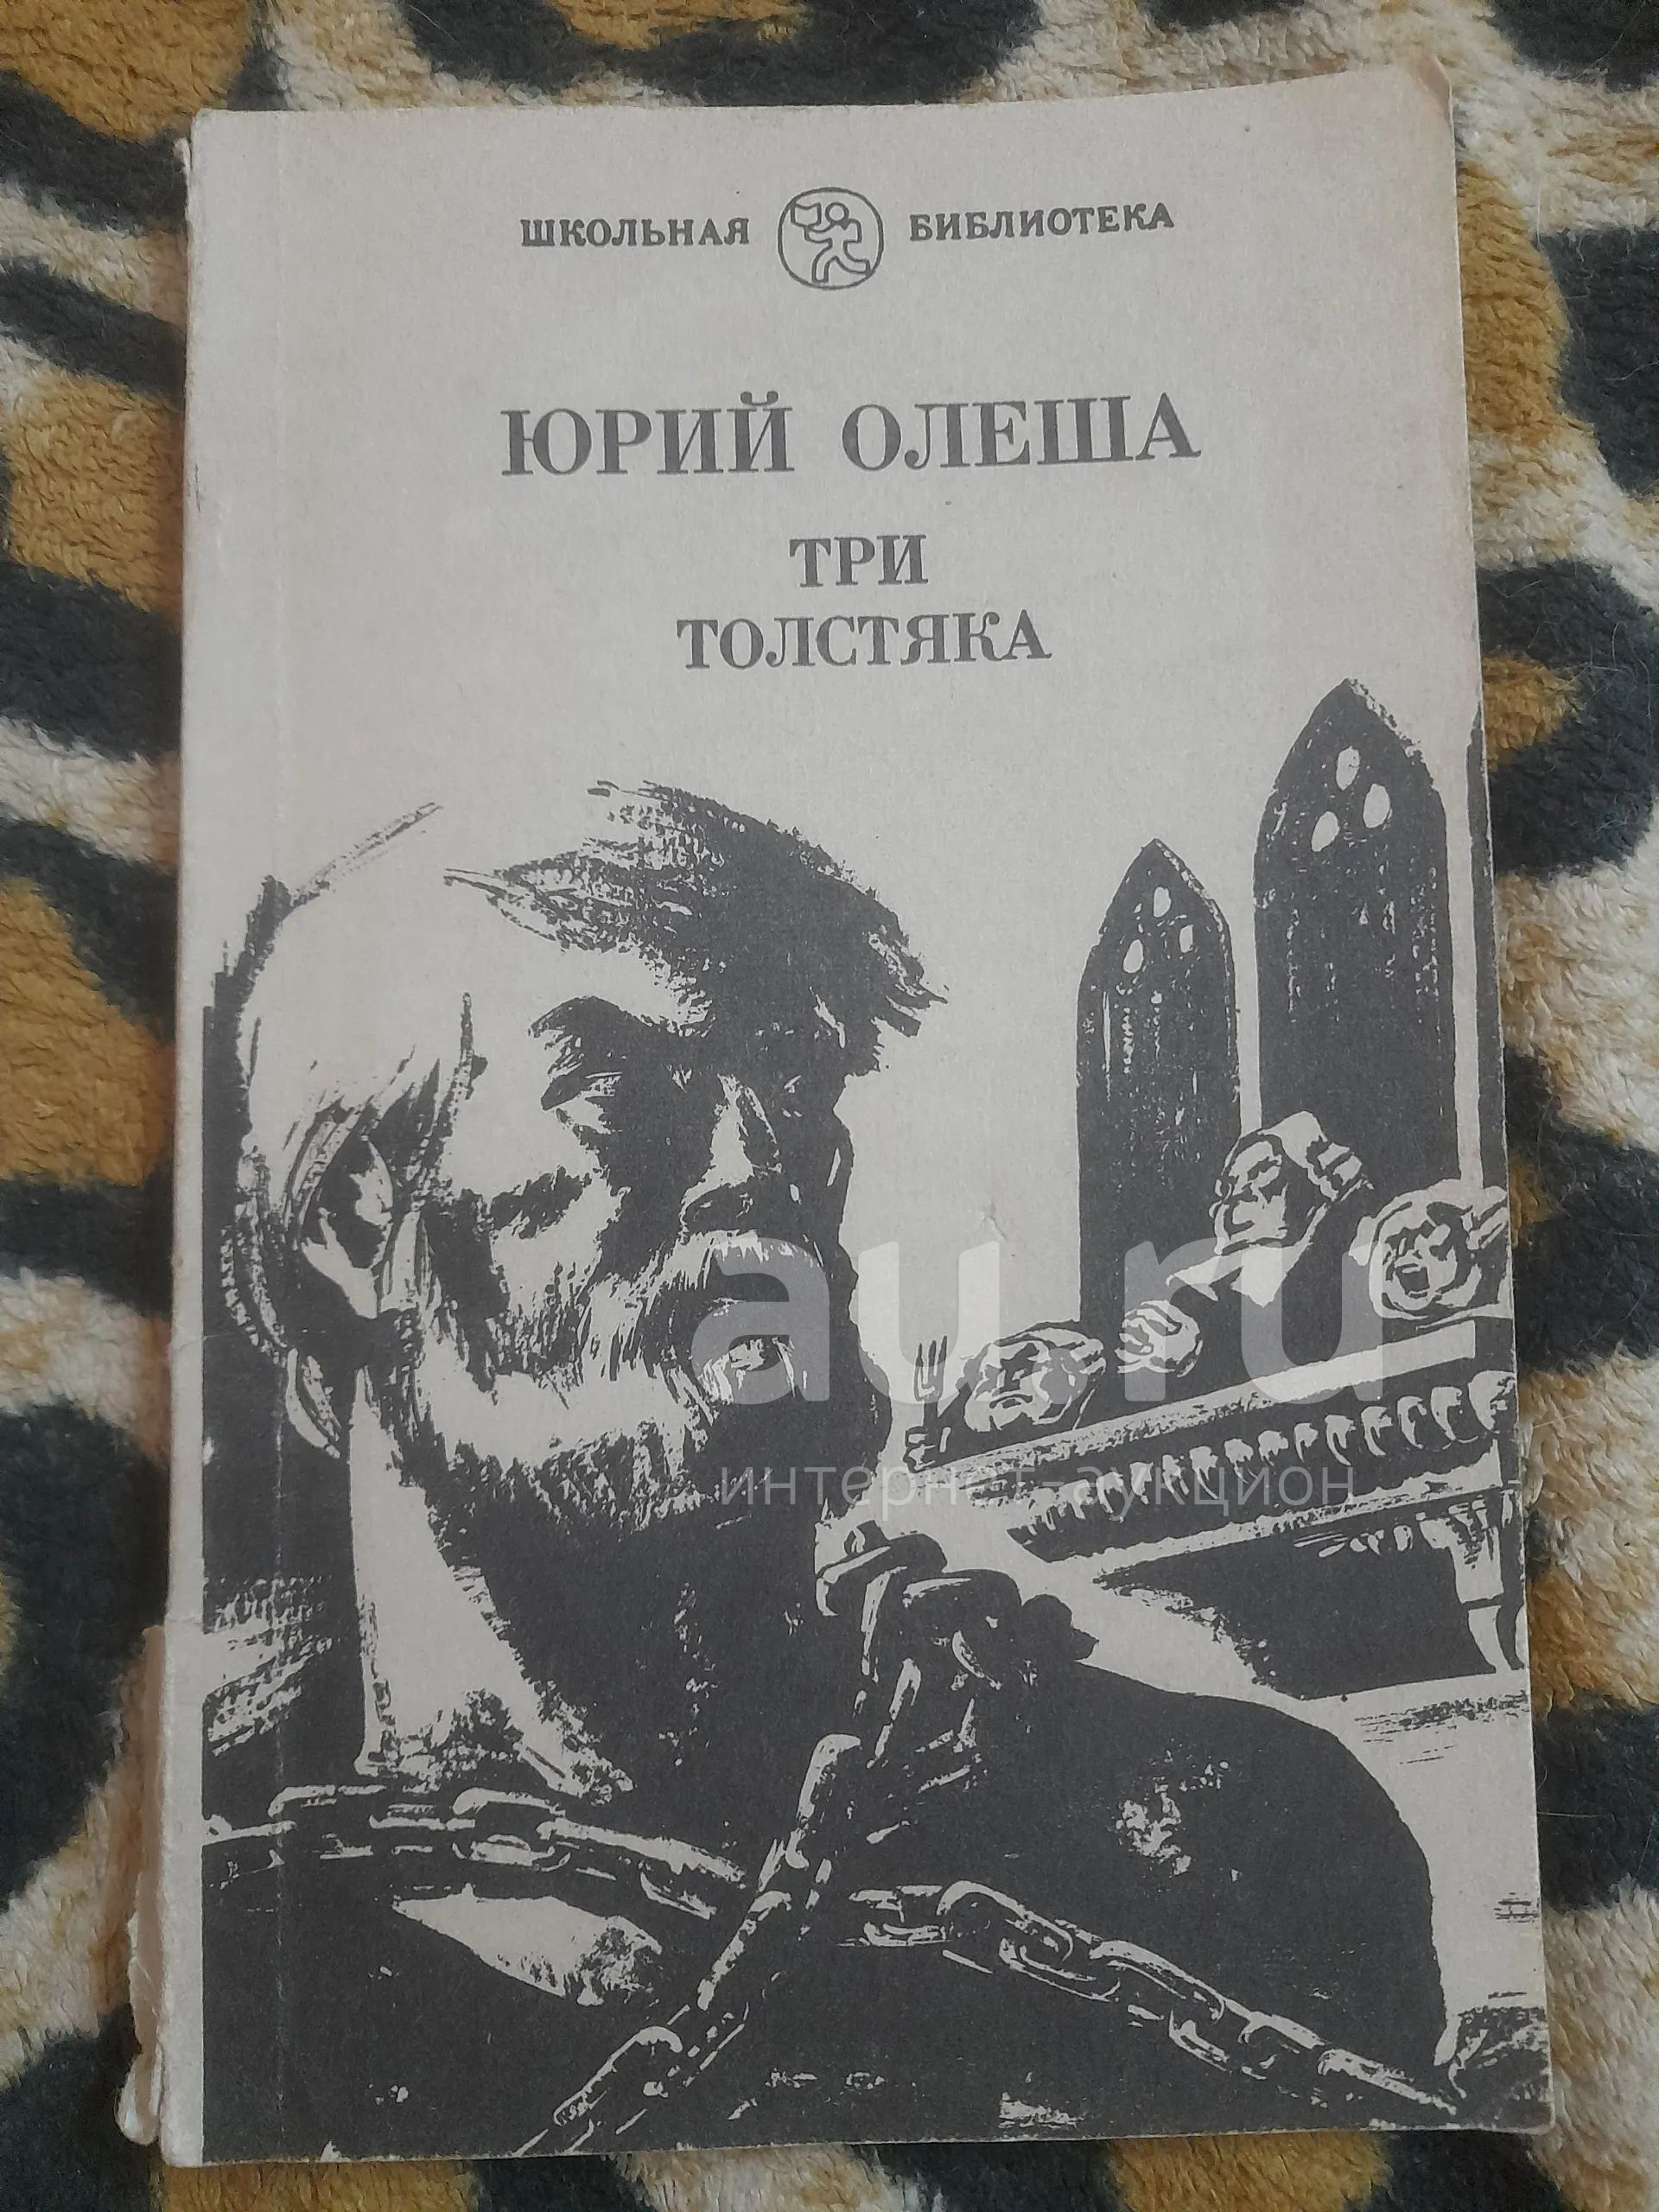 ШКОЛЬНАЯ БИБЛИОТЕКА
ЮРИЙ ОЛЕША
ТРИ
ТОЛСТЯКА
au.ru
интернет-аукцион